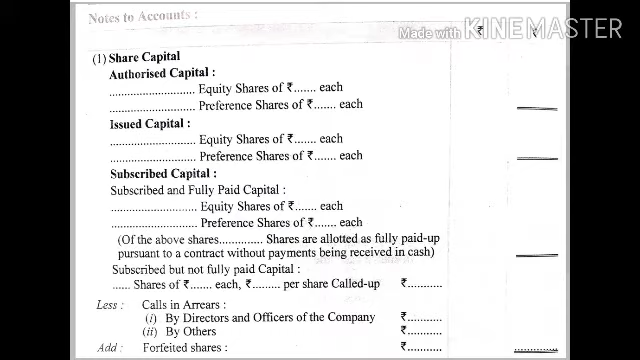 Notes to Accounts :
Made with KINEMASTER
₹ ₹
(1) Share Capital
Authorised Capital :
.............................. Equity Shares of ₹....... each
.............................. Preference Shares of ₹....... each
Issued Capital :
.............................. Equity Shares of ₹....... each
.............................. Preference Shares of ₹....... each
Subscribed Capital :
Subscribed and Fully Paid Capital :
.............................. Equity Shares of ₹....... each
.............................. Preference Shares of ₹....... each
(Of the above shares.............. Shares are allotted as fully paid-up
pursuant to a contract without payments being received in cash)
Subscribed but not fully paid Capital :
...... Shares of ₹....... each, ₹......... per share Called-up ₹...........
Less : Calls in Arrears :
(i) By Directors and Officers of the Company ₹...........
(ii) By Others ₹...........
Add : Forfeited shares : ₹........... ..............